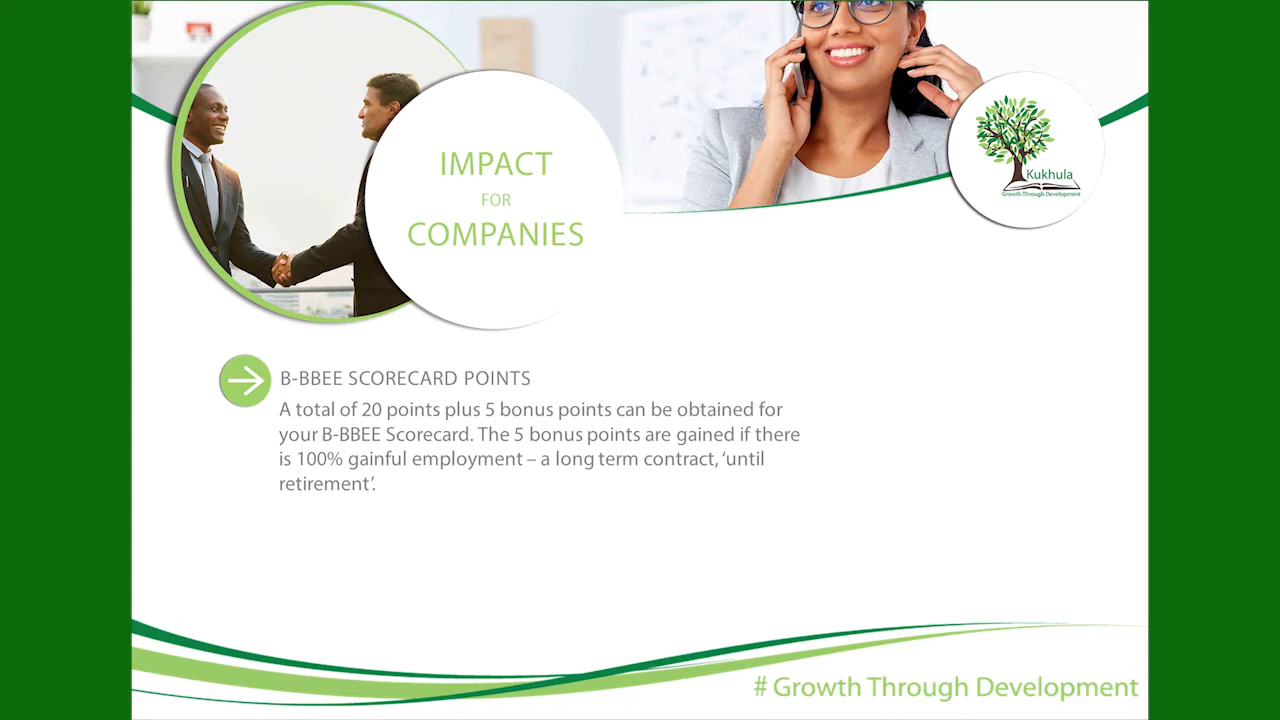 IMPACT
FOR
COMPANIES
Kukhula
Growth Through Development
B-BBEE SCORECARD POINTS
A total of 20 points plus 5 bonus points can be obtained for
your B-BBEE Scorecard. The 5 bonus points are gained if there
is 100% gainful employment – a long term contract, ‘until
retirement’.
# Growth Through Development